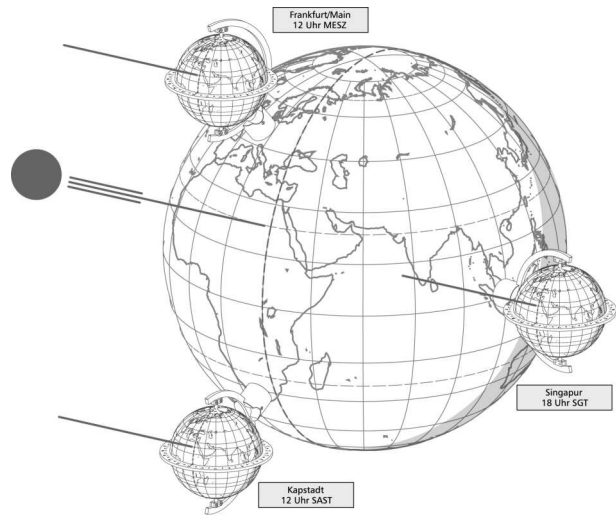 Frankfurt/Main
12 Uhr MESZ
Singapur
18 Uhr SGT
Kapstadt
12 Uhr SAST